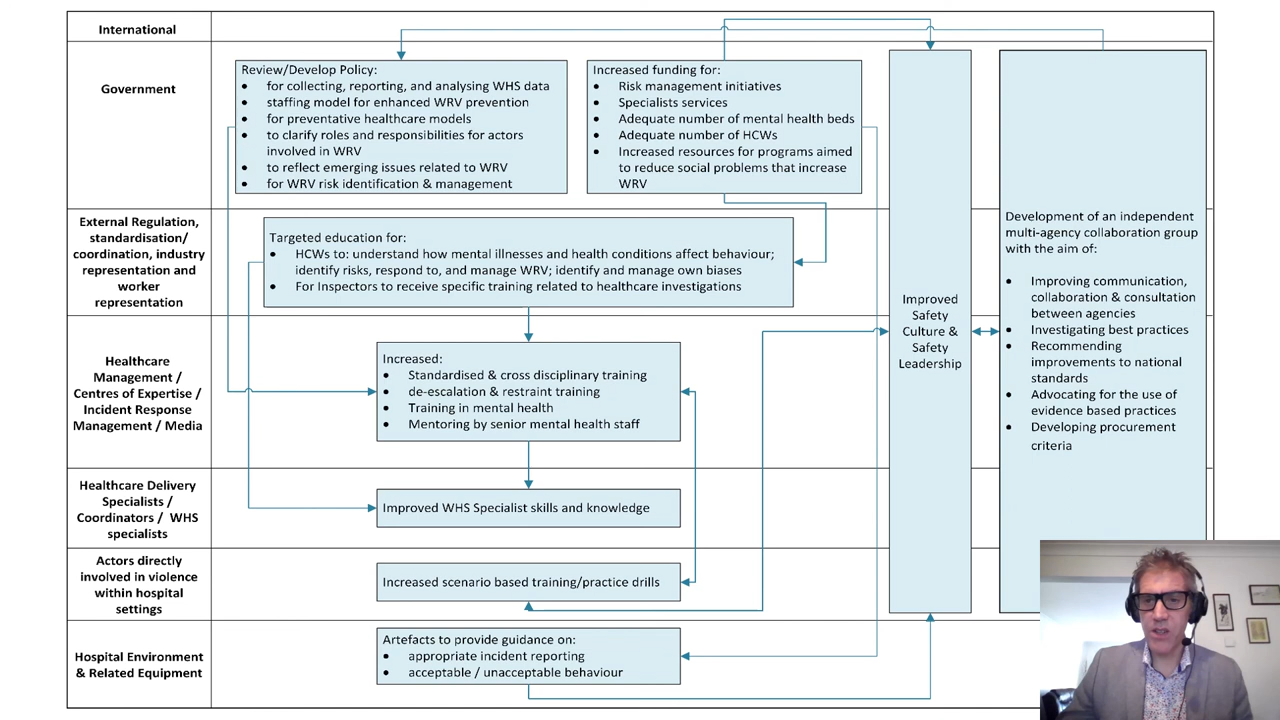 International
Government
Review/Develop Policy:
• for collecting, reporting, and analysing WHS data
• staffing model for enhanced WRV prevention
• for preventative healthcare models
• to clarify roles and responsibilities for actors
involved in WRV
• to reflect emerging issues related to WRV
• for WRV risk identification & management
Increased funding for:
• Risk management initiatives
• Specialists services
• Adequate number of mental health beds
• Adequate number of HCWs
• Increased resources for programs aimed
to reduce social problems that increase
WRV
External Regulation,
standardisation/
coordination, industry
representation and
worker
representation
Targeted education for:
• HCWs to: understand how mental illnesses and health conditions affect behaviour;
identify risks, respond to, and manage WRV; identify and manage own biases
• For Inspectors to receive specific training related to healthcare investigations
Healthcare
Management /
Centres of Expertise /
Incident Response
Management / Media
Increased:
• Standardised & cross disciplinary training
• de-escalation & restraint training
• Training in mental health
• Mentoring by senior mental health staff
Healthcare Delivery
Specialists /
Coordinators / WHS
specialists
Improved WHS Specialist skills and knowledge
Actors directly
involved in violence
within hospital
settings
Increased scenario based training/practice drills
Hospital Environment
& Related Equipment
Artefacts to provide guidance on:
• appropriate incident reporting
• acceptable / unacceptable behaviour
Improved
Safety
Culture &
Safety
Leadership
Development of an independent
multi-agency collaboration group
with the aim of:
• Improving communication,
collaboration & consultation
between agencies
• Investigating best practices
• Recommending
improvements to national
standards
• Advocating for the use of
evidence based practices
• Developing procurement
criteria